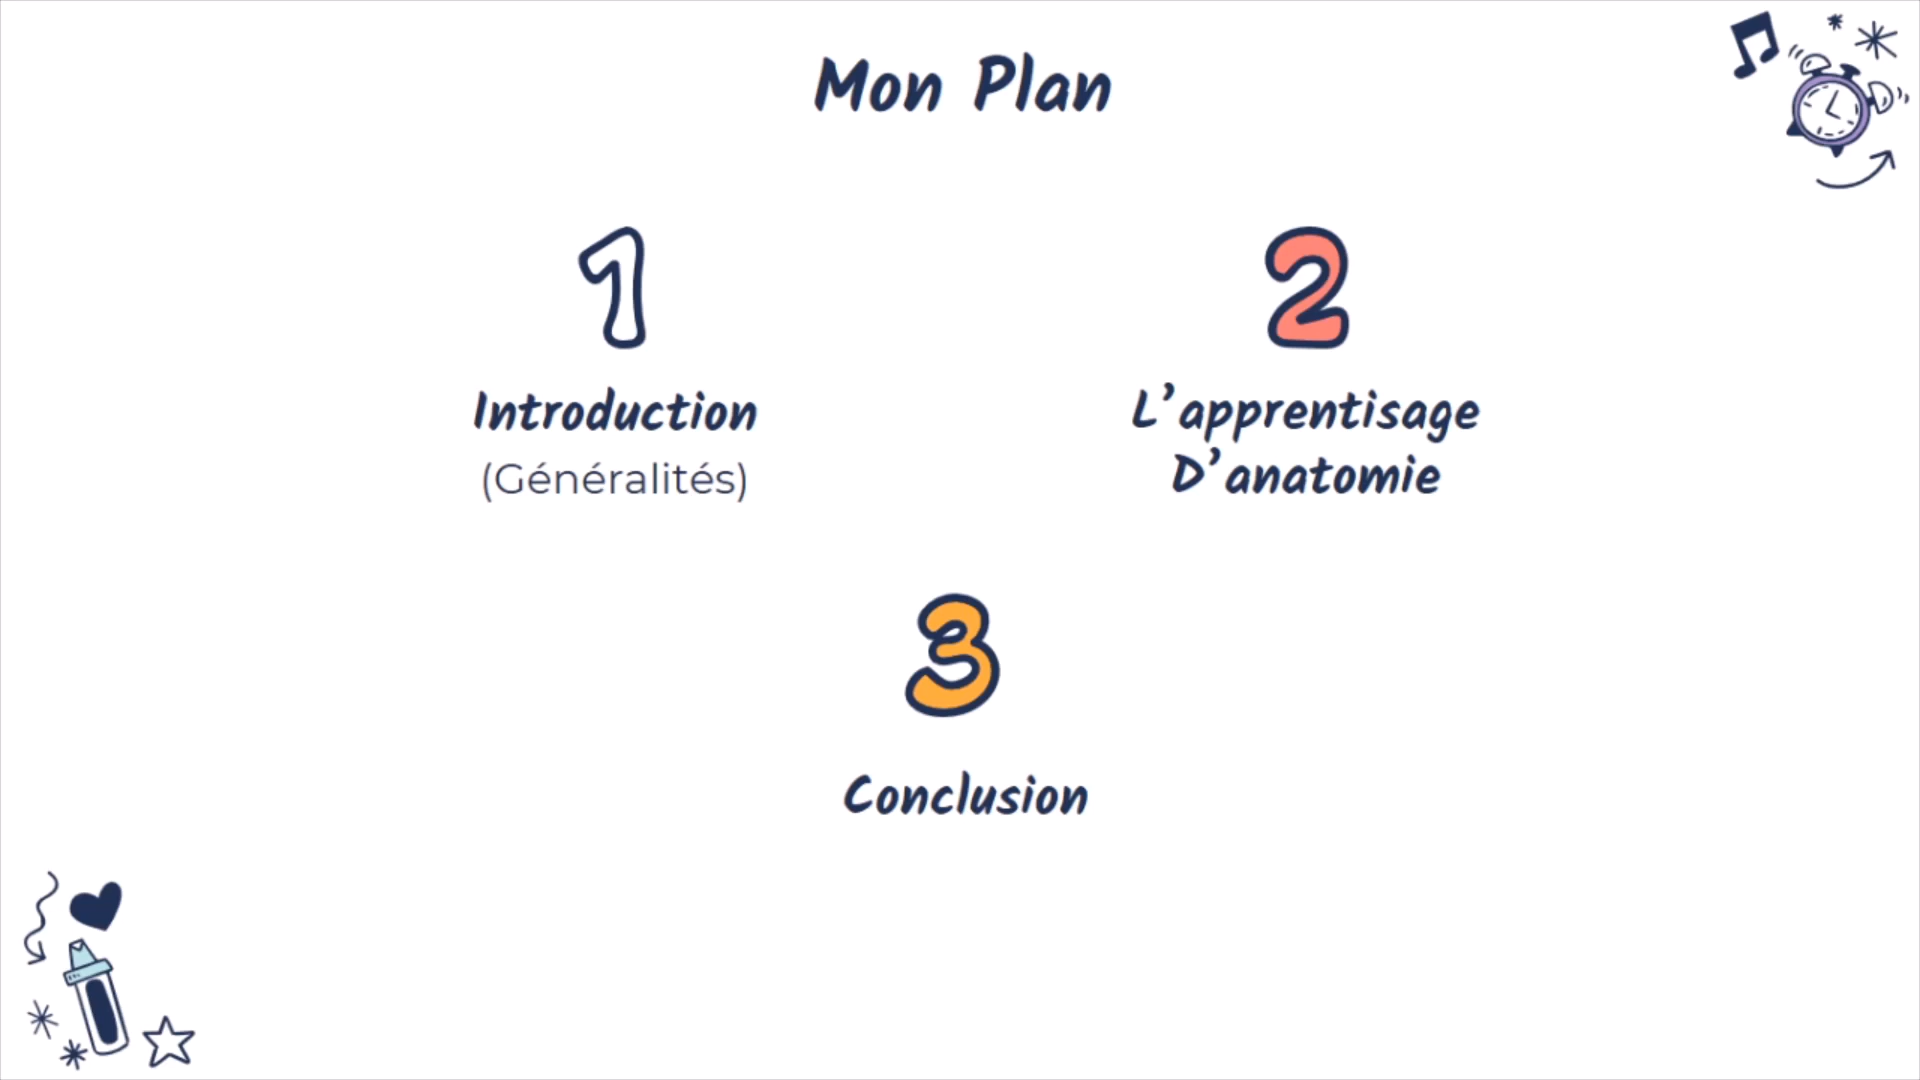 Mon Plan
1
Introduction
(Généralités)
2
L’apprentisage
D’anatomie
3
Conclusion